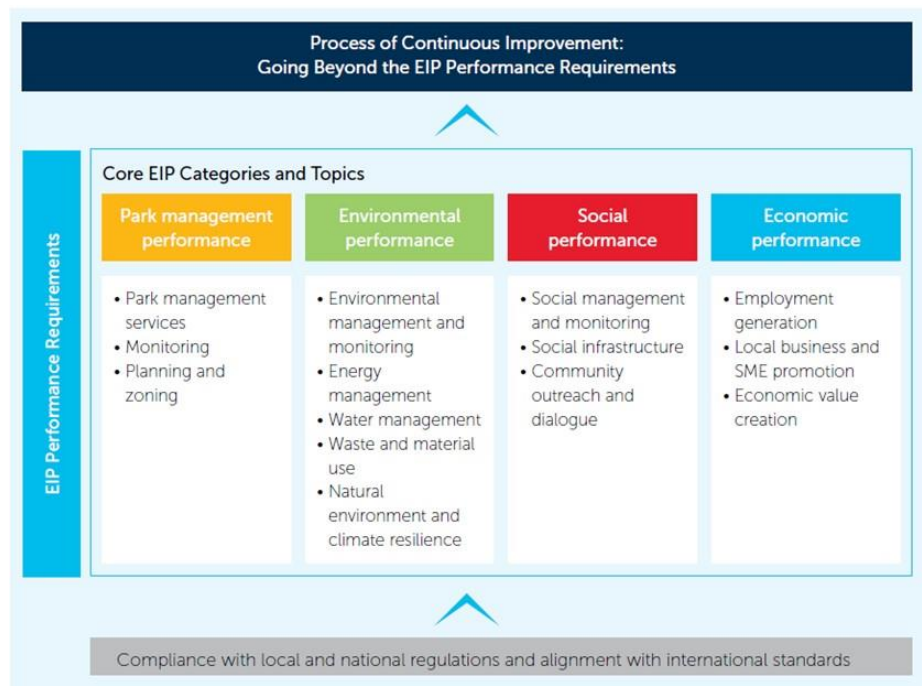 Process of Continuous Improvement:
Going Beyond the EIP Performance Requirements
EIP Performance Requirements
Core EIP Categories and Topics
Park management
performance
• Park management
services
• Monitoring
• Planning and
zoning
Environmental
performance
• Environmental
management and
monitoring
• Energy
management
• Water management
• Waste and material
use
• Natural
environment and
climate resilience
Social
performance
• Social management
and monitoring
• Social infrastructure
• Community
outreach and
dialogue
Economic
performance
• Employment
generation
• Local business and
SME promotion
• Economic value
creation
Compliance with local and national regulations and alignment with international standards